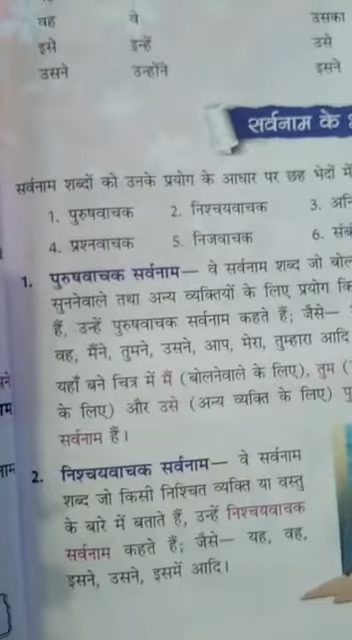 वह वे उसका
इसे इन्हें उसे
उसने उन्होंने इसने
सर्वनाम के
सर्वनाम शब्दों को उनके प्रयोग के आधार पर छह भेदों में
1. पुरुषवाचक 2. निश्चयवाचक 3.
4. प्रश्नवाचक 5. निजवाचक 6.
1. पुरुषवाचक सर्वनाम— वे सर्वनाम शब्द जो
सुननेवाले तथा अन्य व्यक्तियों के लिए प्रयोग
हैं, उन्हें पुरुषवाचक सर्वनाम कहते हैं; जैसे—
वह, मैंने, तुमने, उसने, आप, मेरा, तुम्हारा आदि
यहाँ बने चित्र में मैं (बोलनेवाले के लिए), तुम (
के लिए) और उसे (अन्य व्यक्ति के लिए)
सर्वनाम हैं।
2. निश्चयवाचक सर्वनाम— वे सर्वनाम
शब्द जो किसी निश्चित व्यक्ति या वस्तु
के बारे में बताते हैं, उन्हें निश्चयवाचक
सर्वनाम कहते हैं; जैसे— यह, वह,
इसने, उसने, इसमें आदि।